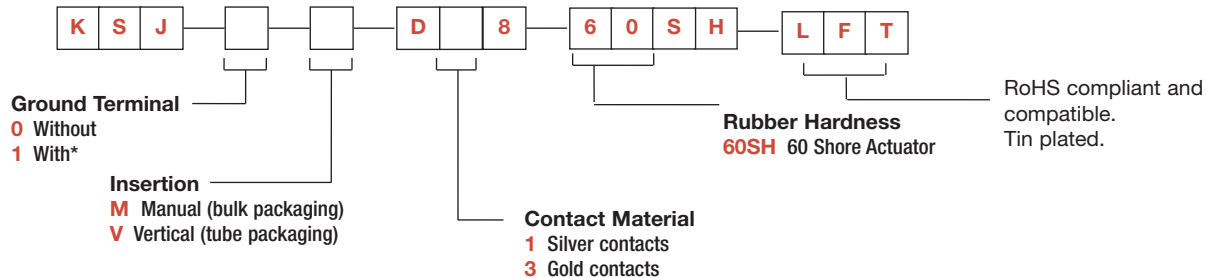 K S J D 8 6 0 S H L F T
Ground Terminal
0 Without
1 With*
Insertion
M Manual (bulk packaging)
V Vertical (tube packaging)
Contact Material
1 Silver contacts
3 Gold contacts
Rubber Hardness
60SH 60 Shore Actuator
RoHS compliant and
compatible.
Tin plated.